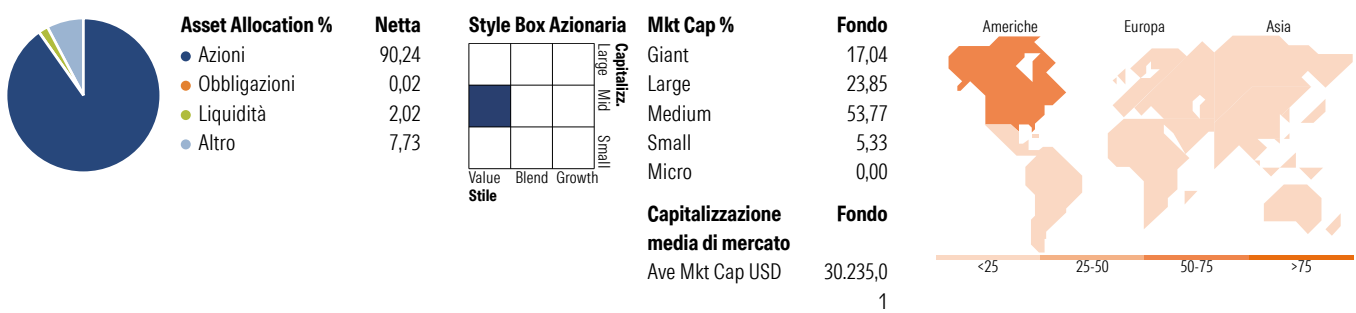 Asset Allocation % Netta
Azioni 90,24
Obbligazioni 0,02
Liquidità 2,02
Altro 7,73
Style Box Azionaria
Large
Mid
Small
Capitalizz.
Value Blend Growth
Stile
Mkt Cap % Fondo
Giant 17,04
Large 23,85
Medium 53,77
Small 5,33
Micro 0,00
Capitalizzazione Fondo
media di mercato
Ave Mkt Cap USD 30.235,0
1
Americhe Europa Asia
<25 25-50 50-75 >75